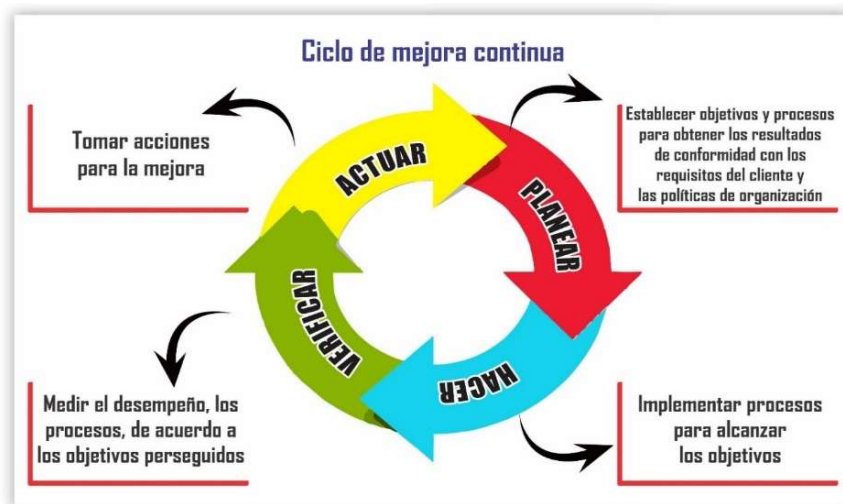 Ciclo de mejora continua
Tomar acciones
para la mejora
ACTUAR
Establecer objetivos y procesos
para obtener los resultados
de conformidad con los
requisitos del cliente y
las políticas de organización
PLANEAR
VERIFICAR
HACER
Medir el desempeño, los
procesos, de acuerdo a
los objetivos perseguidos
Implementar procesos
para alcanzar
los objetivos